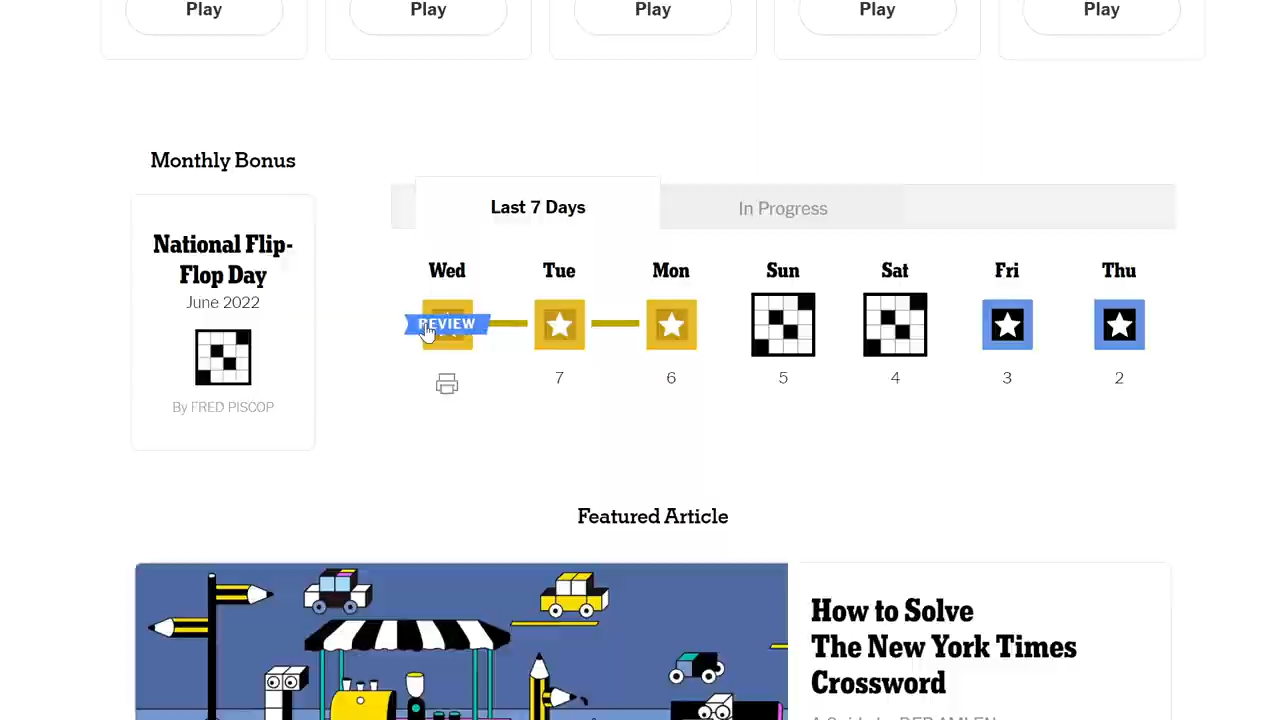 Play Play Play Play Play
Monthly Bonus
National Flip-
Flop Day
June 2022
By FRED PISCOP
Last 7 Days In Progress
Wed Tue Mon Sun Sat Fri Thu
REVIEW
7 6 5 4 3 2
Featured Article
How to Solve
The New York Times
Crossword